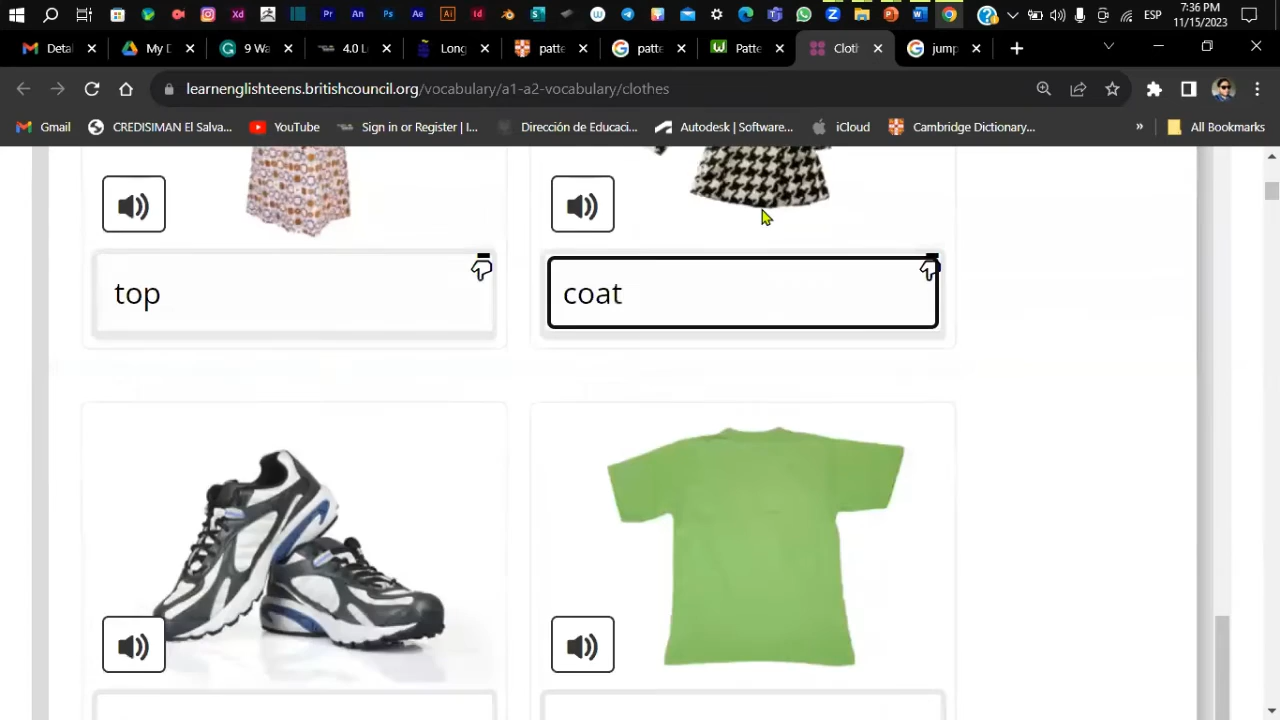 ESP
7:36 PM
11/15/2023
Detai
My D
9 Wa
4.0 L
Long
patte
patte
Patte
Cloth
jump
learnenglishteens.britishcouncil.org/vocabulary/a1-a2-vocabulary/clothes
Gmail
CREDISIMAN El Salva...
YouTube
Sign in or Register | I...
Dirección de Educaci...
Autodesk | Software...
iCloud
Cambridge Dictionary...
»
All Bookmarks
top
coat